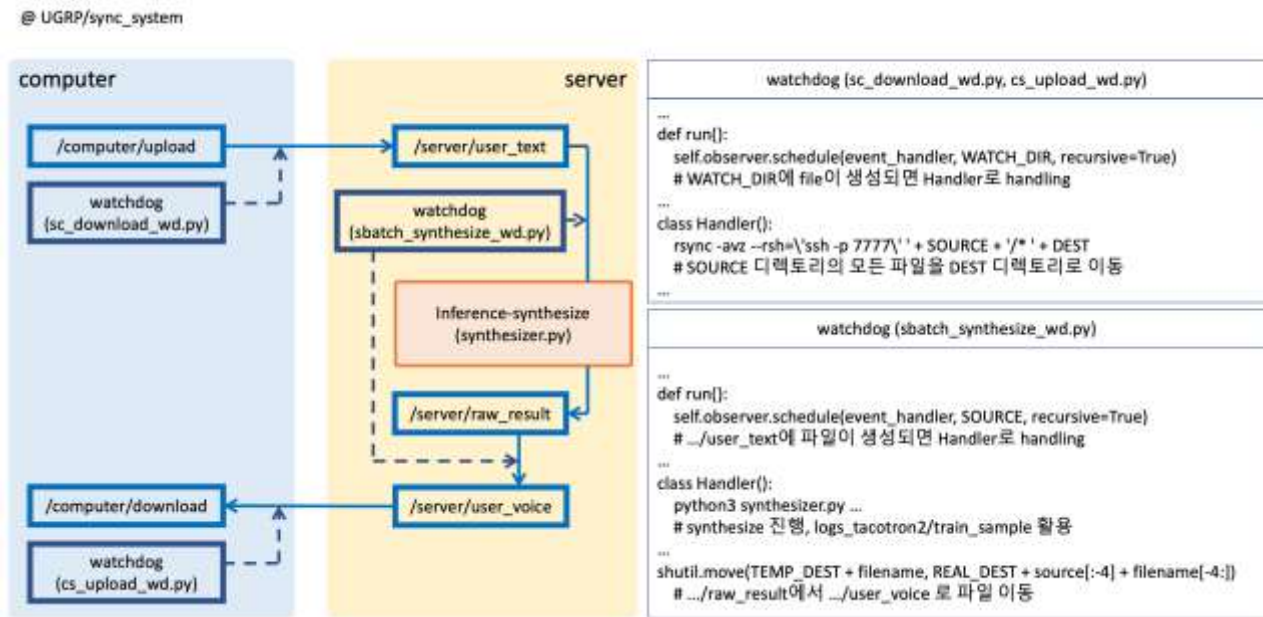 @ UGRP/sync_system
computer
/computer/upload
watchdog
(sc_download_wd.py)
/computer/download
watchdog
(cs_upload_wd.py)
server
/server/user_text
watchdog
(sbatch_synthesize_wd.py)
Inference-synthesize
(synthesizer.py)
/server/raw_result
/server/user_voice
watchdog (sc_download_wd.py, cs_upload_wd.py)
...
def run():
self.observer.schedule(event_handler, WATCH_DIR, recursive=True)
# WATCH_DIR에 file이 생성되면 Handler로 handling
...
class Handler():
rsync -avz --rsh=\'ssh -p 7777\' ' + SOURCE + '/* ' + DEST
# SOURCE 디렉토리의 모든 파일을 DEST 디렉토리로 이동
...
watchdog (sbatch_synthesize_wd.py)
...
def run():
self.observer.schedule(event_handler, SOURCE, recursive=True)
# .../user_text에 파일이 생성되면 Handler로 handling
...
class Handler():
python3 synthesizer.py ...
# synthesize 진행, logs_tacotron2/train_sample 활용
...
shutil.move(TEMP_DEST + filename, REAL_DEST + source[:-4] + filename[-4:])
# .../raw_result에서 .../user_voice 로 파일 이동